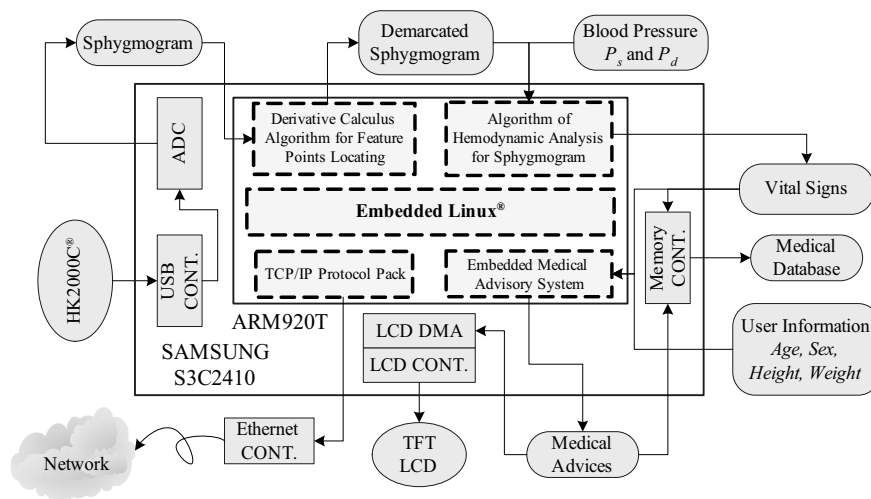 Sphygmogram
Demarcated
Sphygmogram
Blood Pressure
P_s and P_d
ADC
Derivative Calculus
Algorithm for Feature
Points Locating
Algorithm of
Hemodynamic Analysis
for Sphygmogram
Vital Signs
Embedded Linux®
HK2000C®
USB
CONT.
TCP/IP Protocol Pack
Embedded Medical
Advisory System
Memory
CONT.
Medical
Database
ARM920T
SAMSUNG
S3C2410
LCD DMA
LCD CONT.
User Information
Age, Sex,
Height, Weight
Network
Ethernet
CONT.
TFT
LCD
Medical
Advices